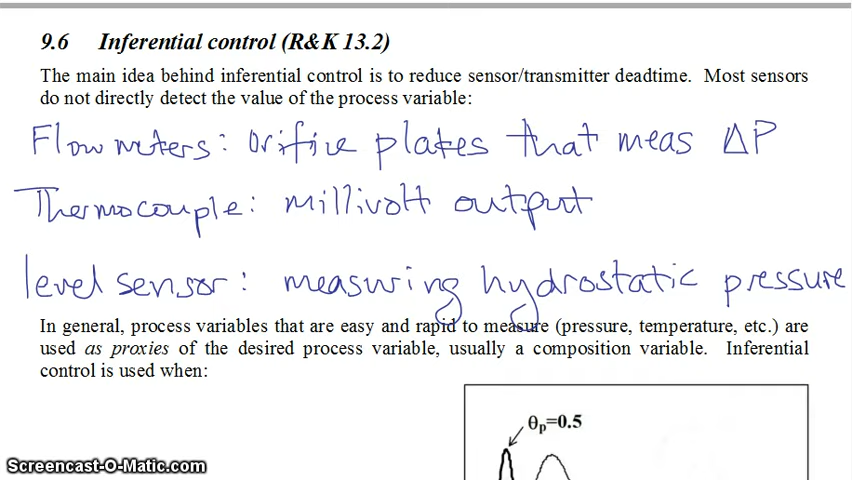 9.6 Inferential control (R&K 13.2)
The main idea behind inferential control is to reduce sensor/transmitter deadtime. Most sensors
do not directly detect the value of the process variable:
Flow meters: orifice plates that meas ΔP
Thermocouple: millivolt output
level sensor: measuring hydrostatic pressure
In general, process variables that are easy and rapid to measure (pressure, temperature, etc.) are
used as proxies of the desired process variable, usually a composition variable. Inferential
control is used when:
θp=0.5
Screencast-O-Matic.com